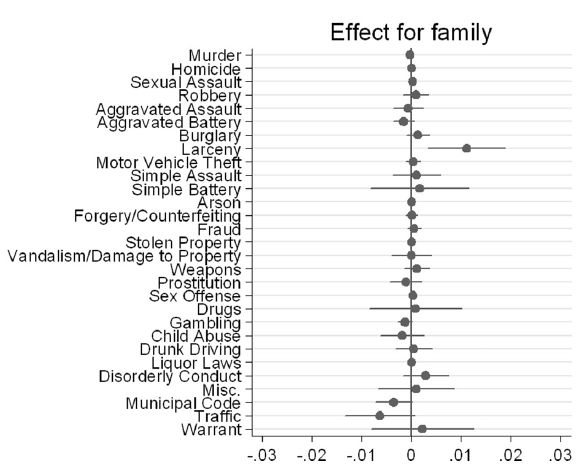 Effect for family
Murder
Homicide
Sexual Assault
Robbery
Aggravated Assault
Aggravated Battery
Burglary
Larceny
Motor Vehicle Theft
Simple Assault
Simple Battery
Arson
Forgery/Counterfeiting
Fraud
Stolen Property
Vandalism/Damage to Property
Weapons
Prostitution
Sex Offense
Drugs
Gambling
Child Abuse
Drunk Driving
Liquor Laws
Disorderly Conduct
Misc.
Municipal Code
Traffic
Warrant
-.03 -.02 -.01 0 .01 .02 .03